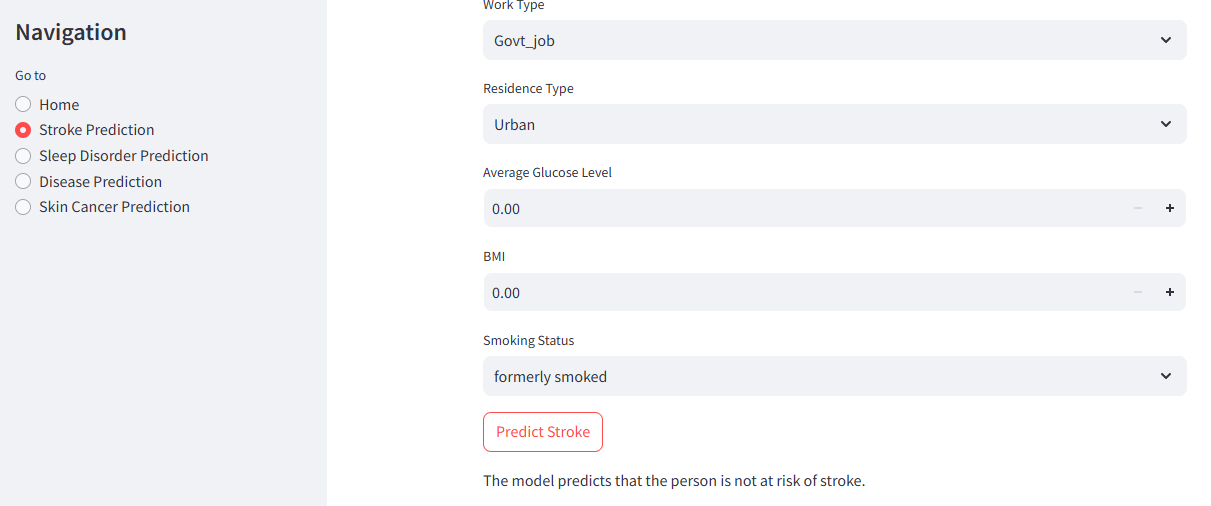 Navigation
Go to
Home
Stroke Prediction
Sleep Disorder Prediction
Disease Prediction
Skin Cancer Prediction
Work Type
Govt_job
Residence Type
Urban
Average Glucose Level
0.00
BMI
0.00
Smoking Status
formerly smoked
Predict Stroke
The model predicts that the person is not at risk of stroke.